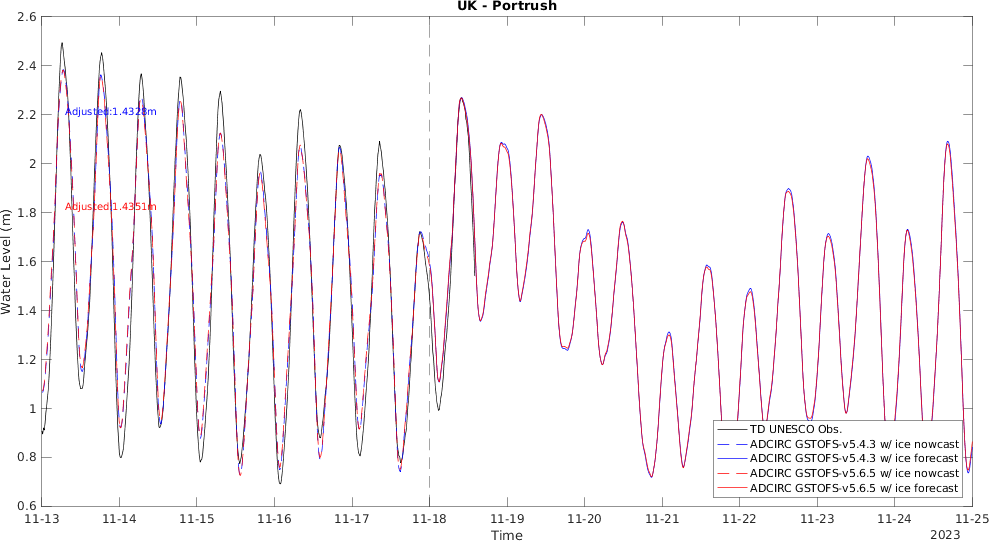 UK - Portrush
2.6
2.4
2.2
2
1.8
1.6
1.4
1.2
1
0.8
0.6
Water Level (m)
Adjusted:1.4328m
Adjusted:1.4351m
TD UNESCO Obs.
ADCIRC GSTOFS-v5.4.3 w/ ice nowcast
ADCIRC GSTOFS-v5.4.3 w/ ice forecast
ADCIRC GSTOFS-v5.6.5 w/ ice nowcast
ADCIRC GSTOFS-v5.6.5 w/ ice forecast
11-13 11-14 11-15 11-16 11-17 11-18 11-19 11-20 11-21 11-22 11-23 11-24 11-25
Time
2023